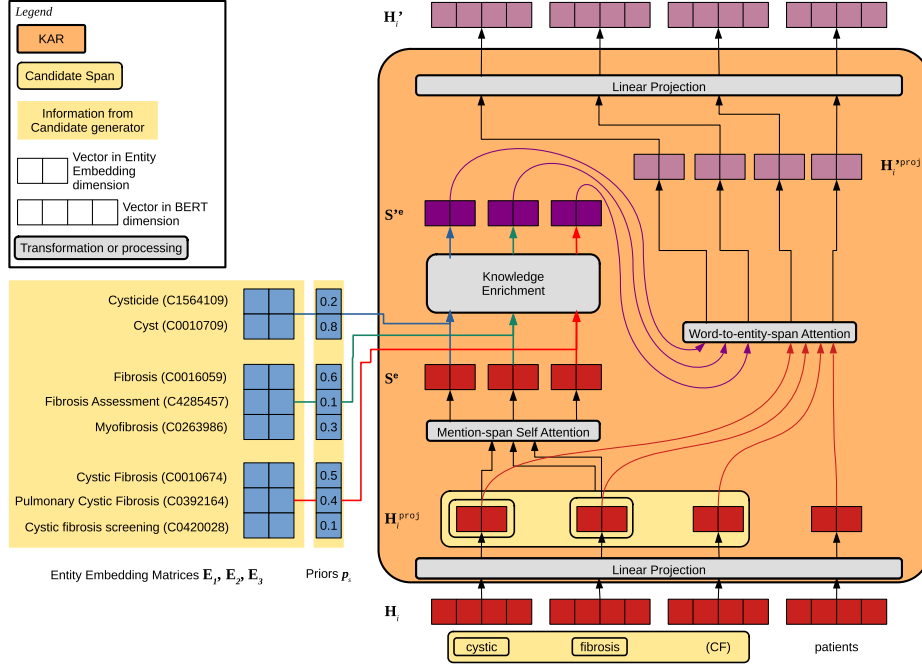 Legend
KAR
Candidate Span
Information from
Candidate generator
Vector in Entity
Embedding
dimension
Vector in BERT
dimension
Transformation or processing
Cysticide (C1564109)
0.2
Cyst (C0010709)
0.8
Fibrosis (C0016059)
0.6
Fibrosis Assessment (C4285457)
0.1
Myofibrosis (C0263986)
0.3
Cystic Fibrosis (C0010674)
0.5
Pulmonary Cystic Fibrosis (C0392164)
0.4
Cystic fibrosis screening (C0420028)
0.1
Entity Embedding Matrices E1, E2, E3
Priors ps
Hi’
Linear Projection
Hi’proj
S’e
Knowledge
Enrichment
Word-to-entity-span Attention
Se
Mention-span Self Attention
Hiproj
Linear Projection
Hi
cystic
fibrosis
(CF)
patients